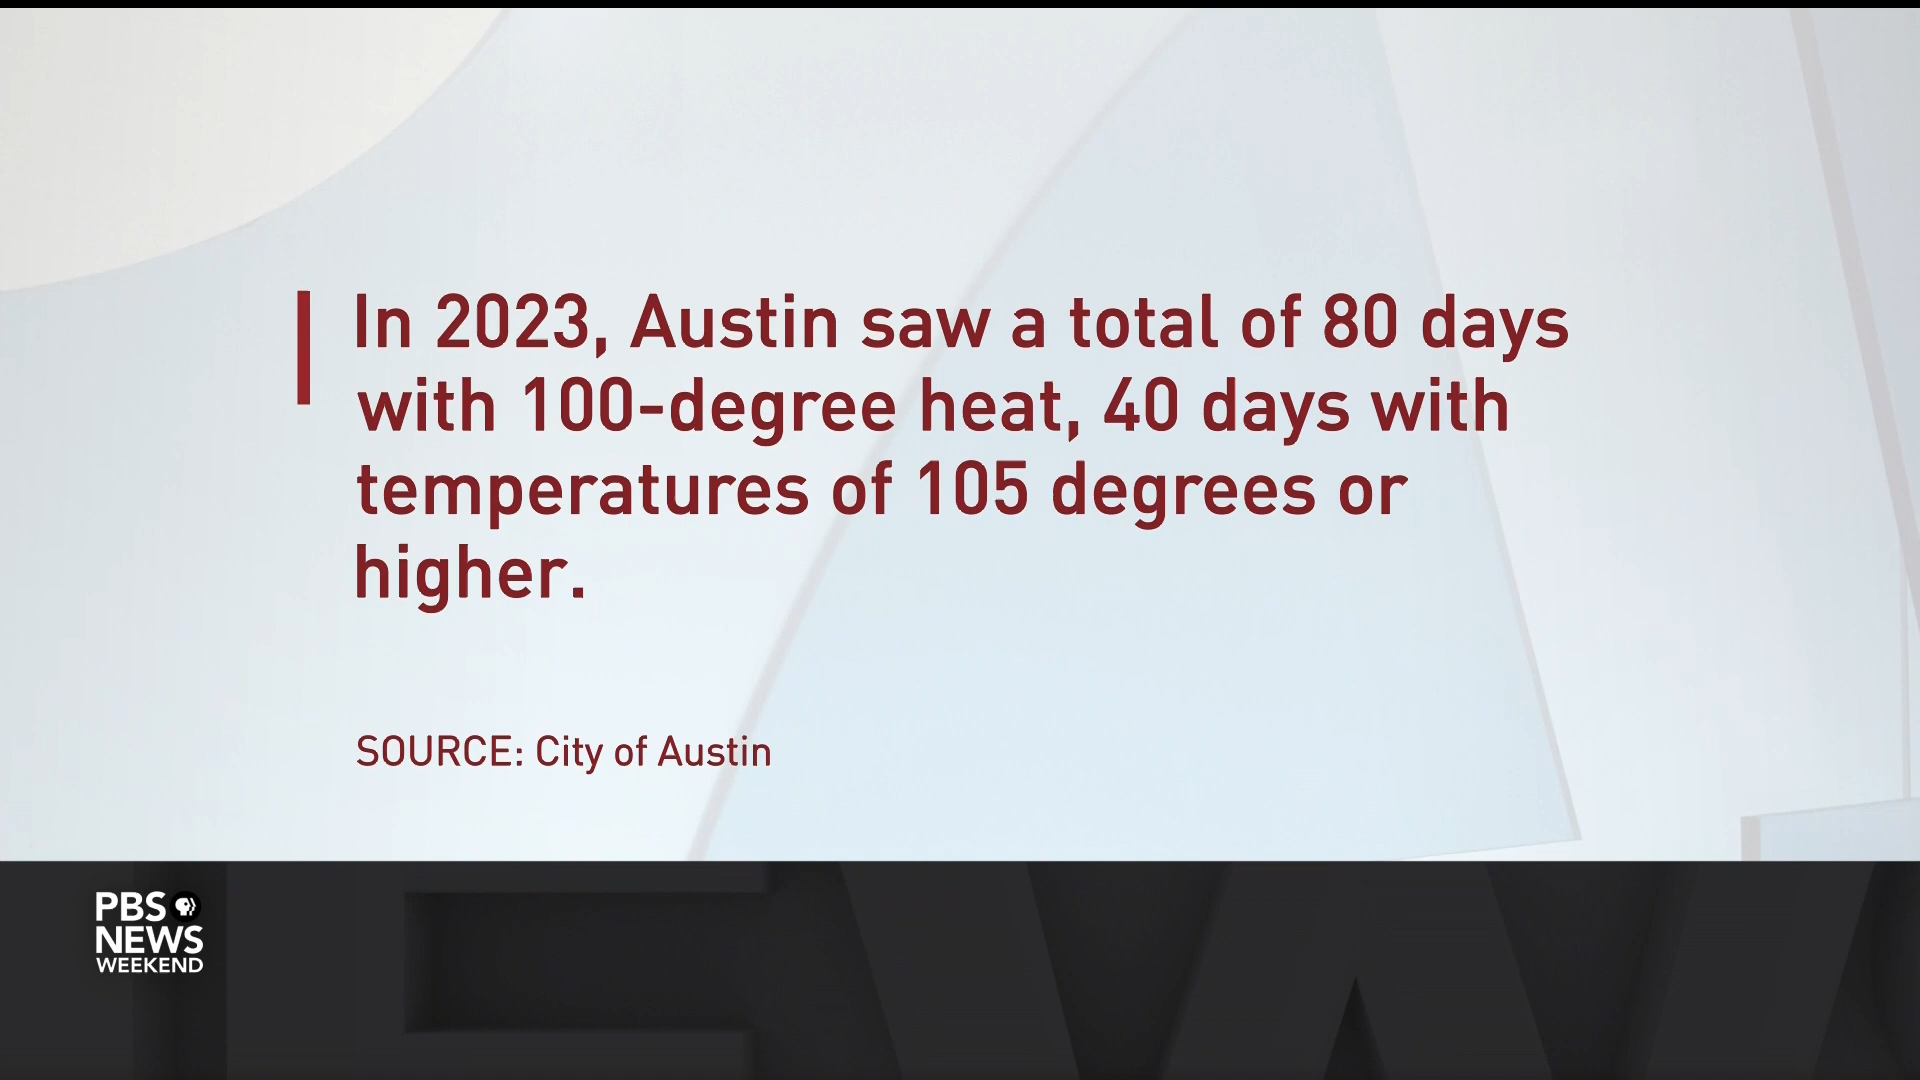 In 2023, Austin saw a total of 80 days
with 100-degree heat, 40 days with
temperatures of 105 degrees or
higher.
SOURCE: City of Austin
PBS
NEWS
WEEKEND